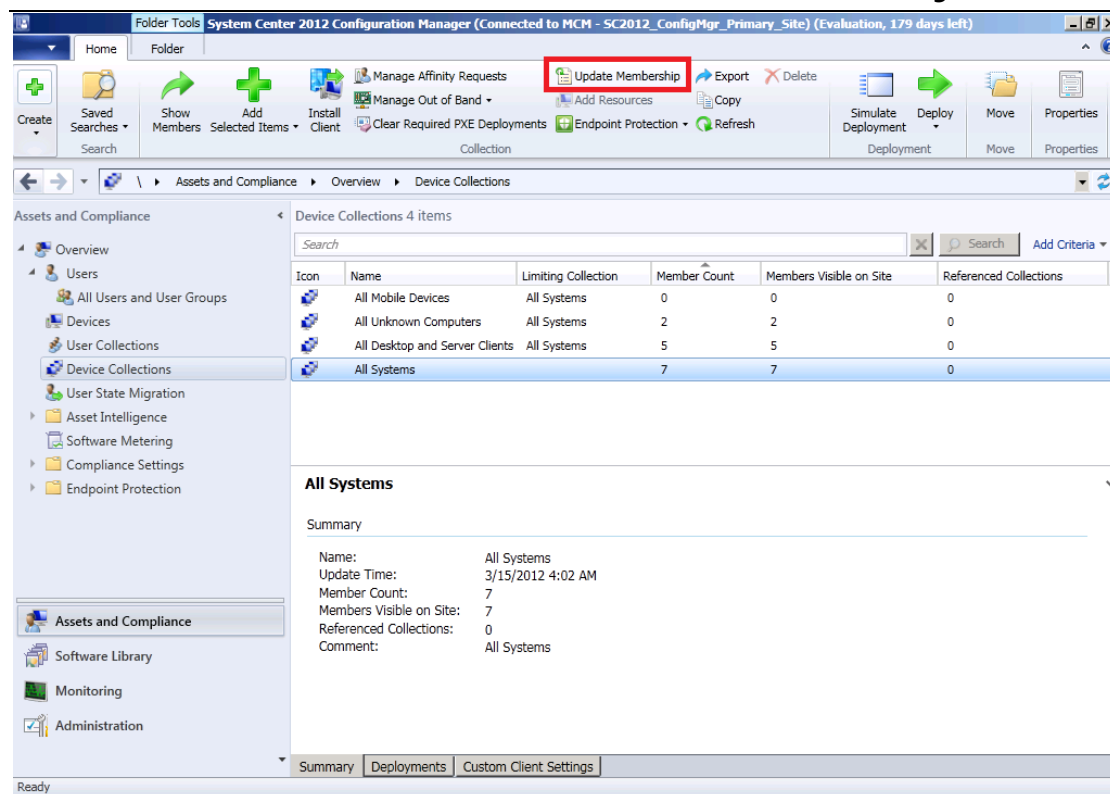 Folder Tools System Center 2012 Configuration Manager (Connected to MCM - SC2012_ConfigMgr_Primary_Site) (Evaluation, 179 days left)
Home Folder
Create
Saved Searches
Search
Show Members
Add Selected Items
Install Client
Manage Affinity Requests
Manage Out of Band
Clear Required PXE Deployments
Update Membership
Add Resources
Endpoint Protection
Export
Copy
Refresh
Delete
Collection
Simulate Deployment
Deploy
Deployment
Move
Move
Properties
Properties
\ Assets and Compliance Overview Device Collections
Assets and Compliance
Overview
Users
All Users and User Groups
Devices
User Collections
Device Collections
User State Migration
Asset Intelligence
Software Metering
Compliance Settings
Endpoint Protection
Assets and Compliance
Software Library
Monitoring
Administration
Device Collections 4 items
Search Search Add Criteria
Icon Name Limiting Collection Member Count Members Visible on Site Referenced Collections
All Mobile Devices All Systems 0 0 0
All Unknown Computers All Systems 2 2 0
All Desktop and Server Clients All Systems 5 5 0
All Systems 7 7 0
All Systems
Summary
Name: All Systems
Update Time: 3/15/2012 4:02 AM
Member Count: 7
Members Visible on Site: 7
Referenced Collections: 0
Comment: All Systems
Summary Deployments Custom Client Settings
Ready